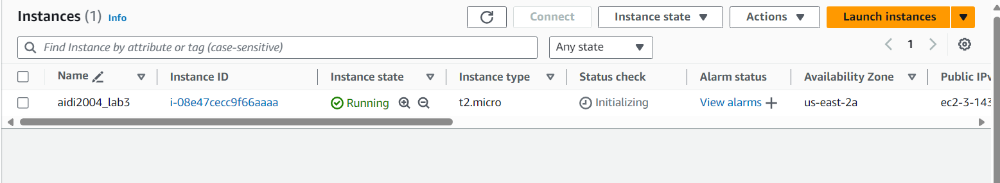 Instances (1) Info Connect Instance state Actions Launch instances
Find Instance by attribute or tag (case-sensitive) Any state 1
Name Instance ID Instance state Instance type Status check Alarm status Availability Zone Public IPv
aidi2004_lab3 i-08e47cecc9f66aaaa Running t2.micro Initializing View alarms us-east-2a ec2-3-143